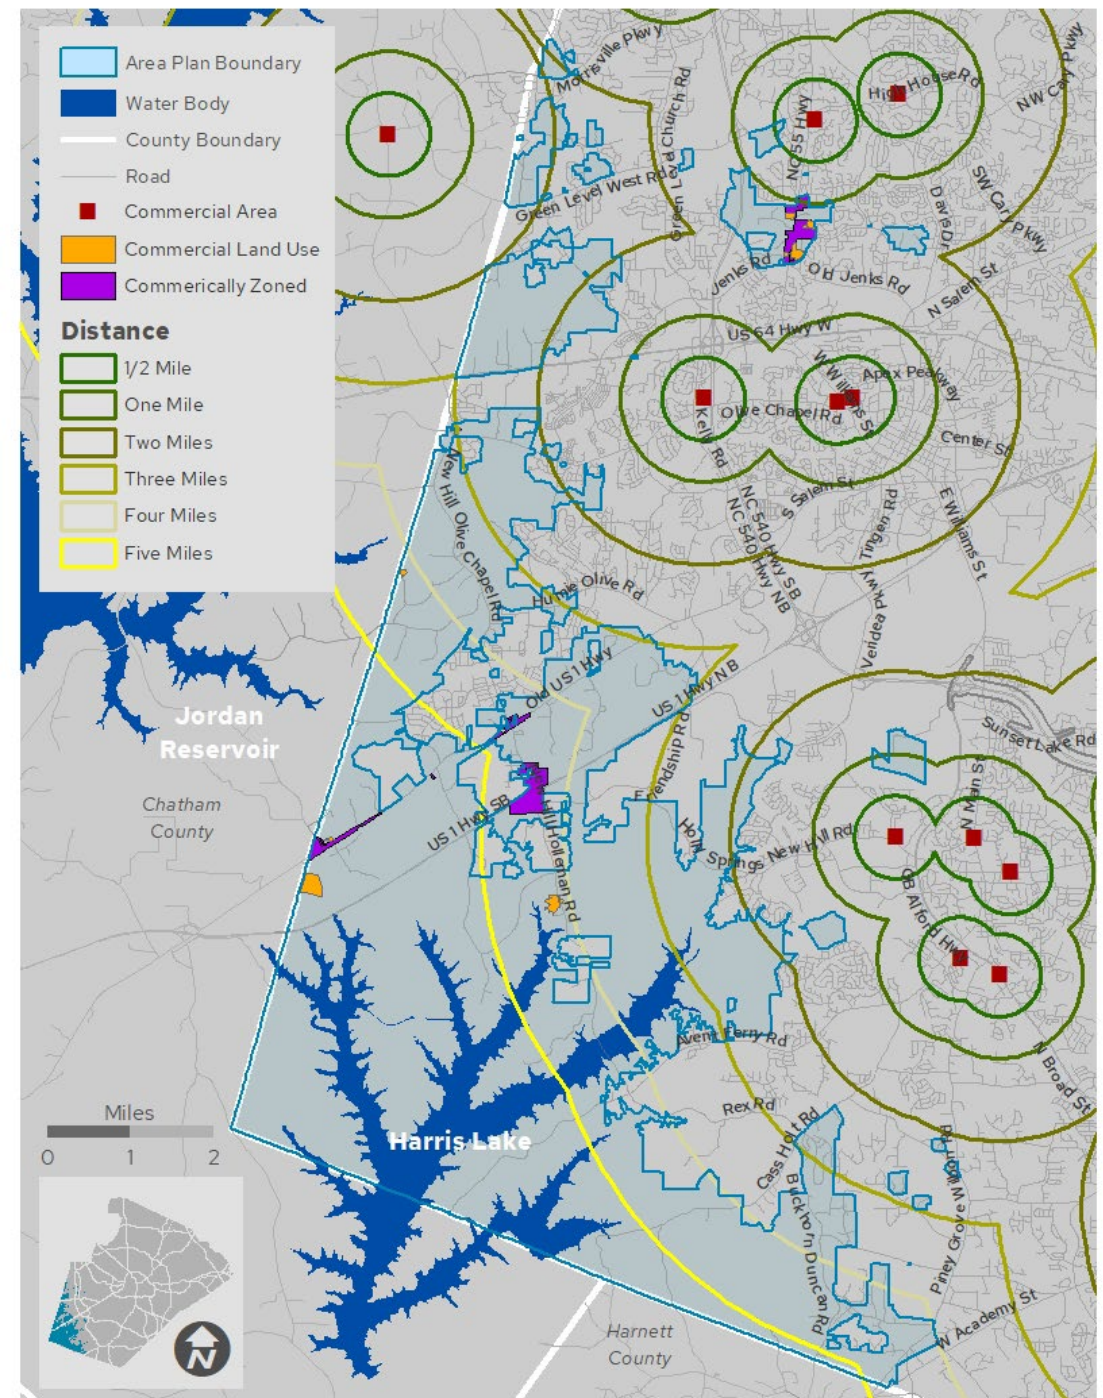 Area Plan Boundary
Water Body
County Boundary
Road
Commercial Area
Commercial Land Use
Commerically Zoned
Distance
1/2 Mile
One Mile
Two Miles
Three Miles
Four Miles
Five Miles
Morrisville Pkwy
Green Level Church Rd
Green Level West Rd
NC 55 Hwy
High House Rd
NW Cary Pkwy
SW Cary Pkwy
Davis Dr
Jenks Rd
Old Jenks Rd
N Salem St
US 64 Hwy W
W Williams St
Apex Peakway
Olive Chapel Rd
Kelly Rd
Center St
S Salem St
NC 540 Hwy SB
NC 540 Hwy NB
Tingen Rd
E Williams St
Veridea Pkwy
New Hill Olive Chapel Rd
Humie Olive Rd
Old US 1 Hwy
US 1 Hwy NB
Friendship Rd
Jordan
Reservoir
Chatham
County
US 1 Hwy SB
New Hill Holleman Rd
Holly Springs New Hill Rd
Sunset Lake Rd
N Main St
GB Alford Hwy
Avent Ferry Rd
N Broad St
Rex Rd
Cass Holt Rd
Buckhorn Duncan Rd
Piney Grove Wilbon Rd
W Academy St
Harris Lake
Harnett
County
Miles
0 1 2
N